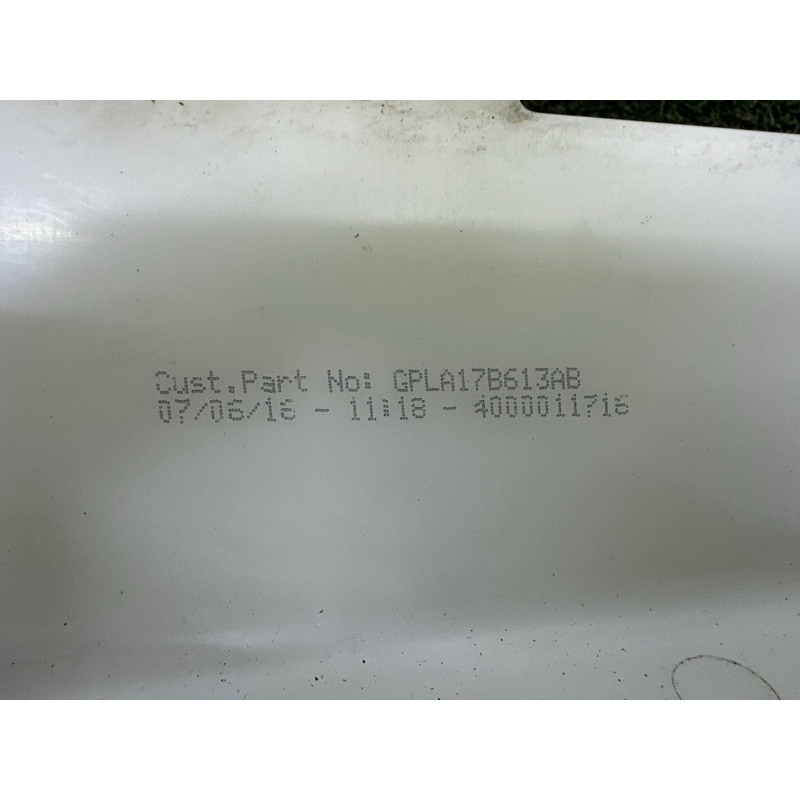 Cust.Part No: GPLA17B613AB
07/06/16 - 11:18 - 4000011716